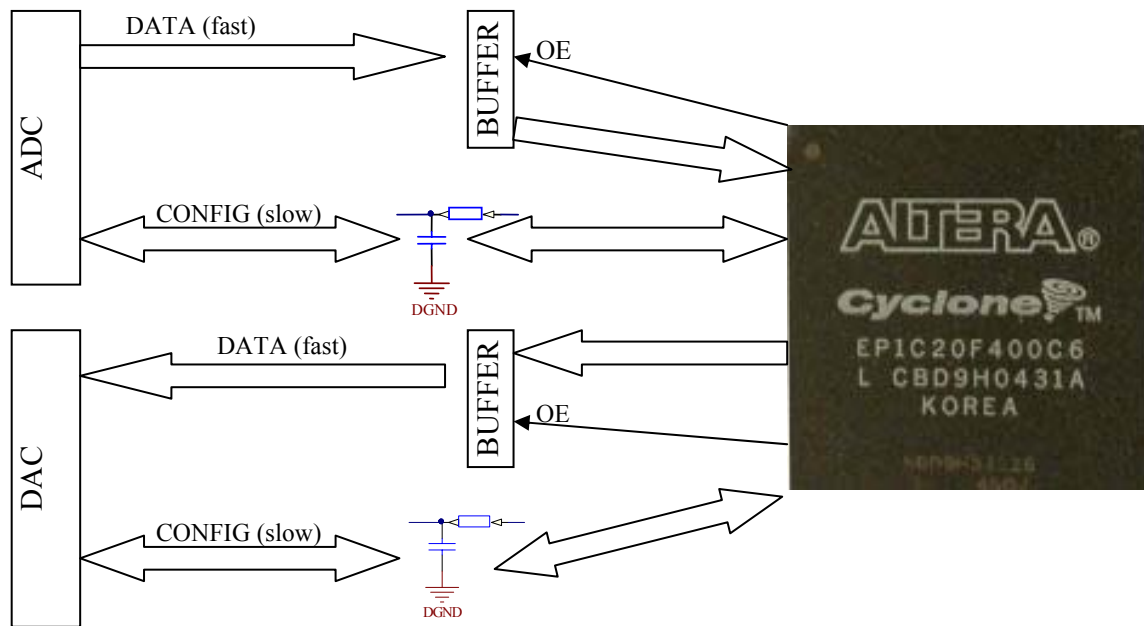 DATA (fast)
BUFFER
OE
ADC
CONFIG (slow)
DGND
ALTERA®
Cyclone™
EP1C20F400C6
L CBD9H0431A
KOREA
DATA (fast)
BUFFER
OE
DAC
CONFIG (slow)
DGND